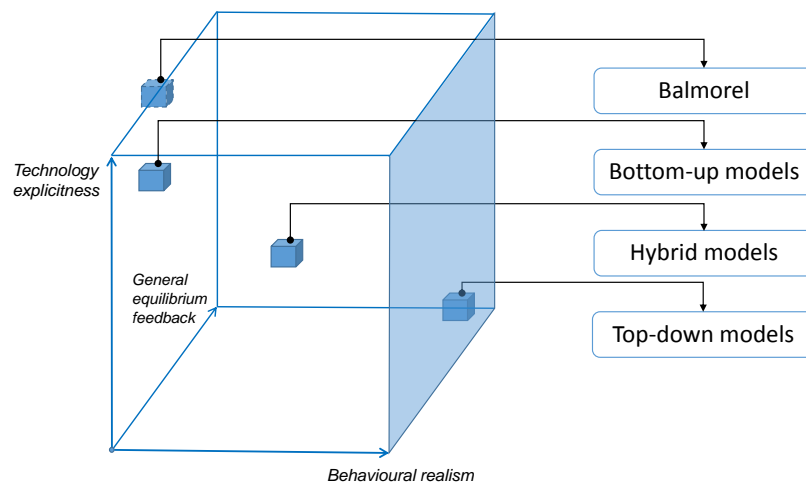 Balmorel
Technology
explicitness
Bottom-up models
Hybrid models
General
equilibrium
feedback
Top-down models
Behavioural realism